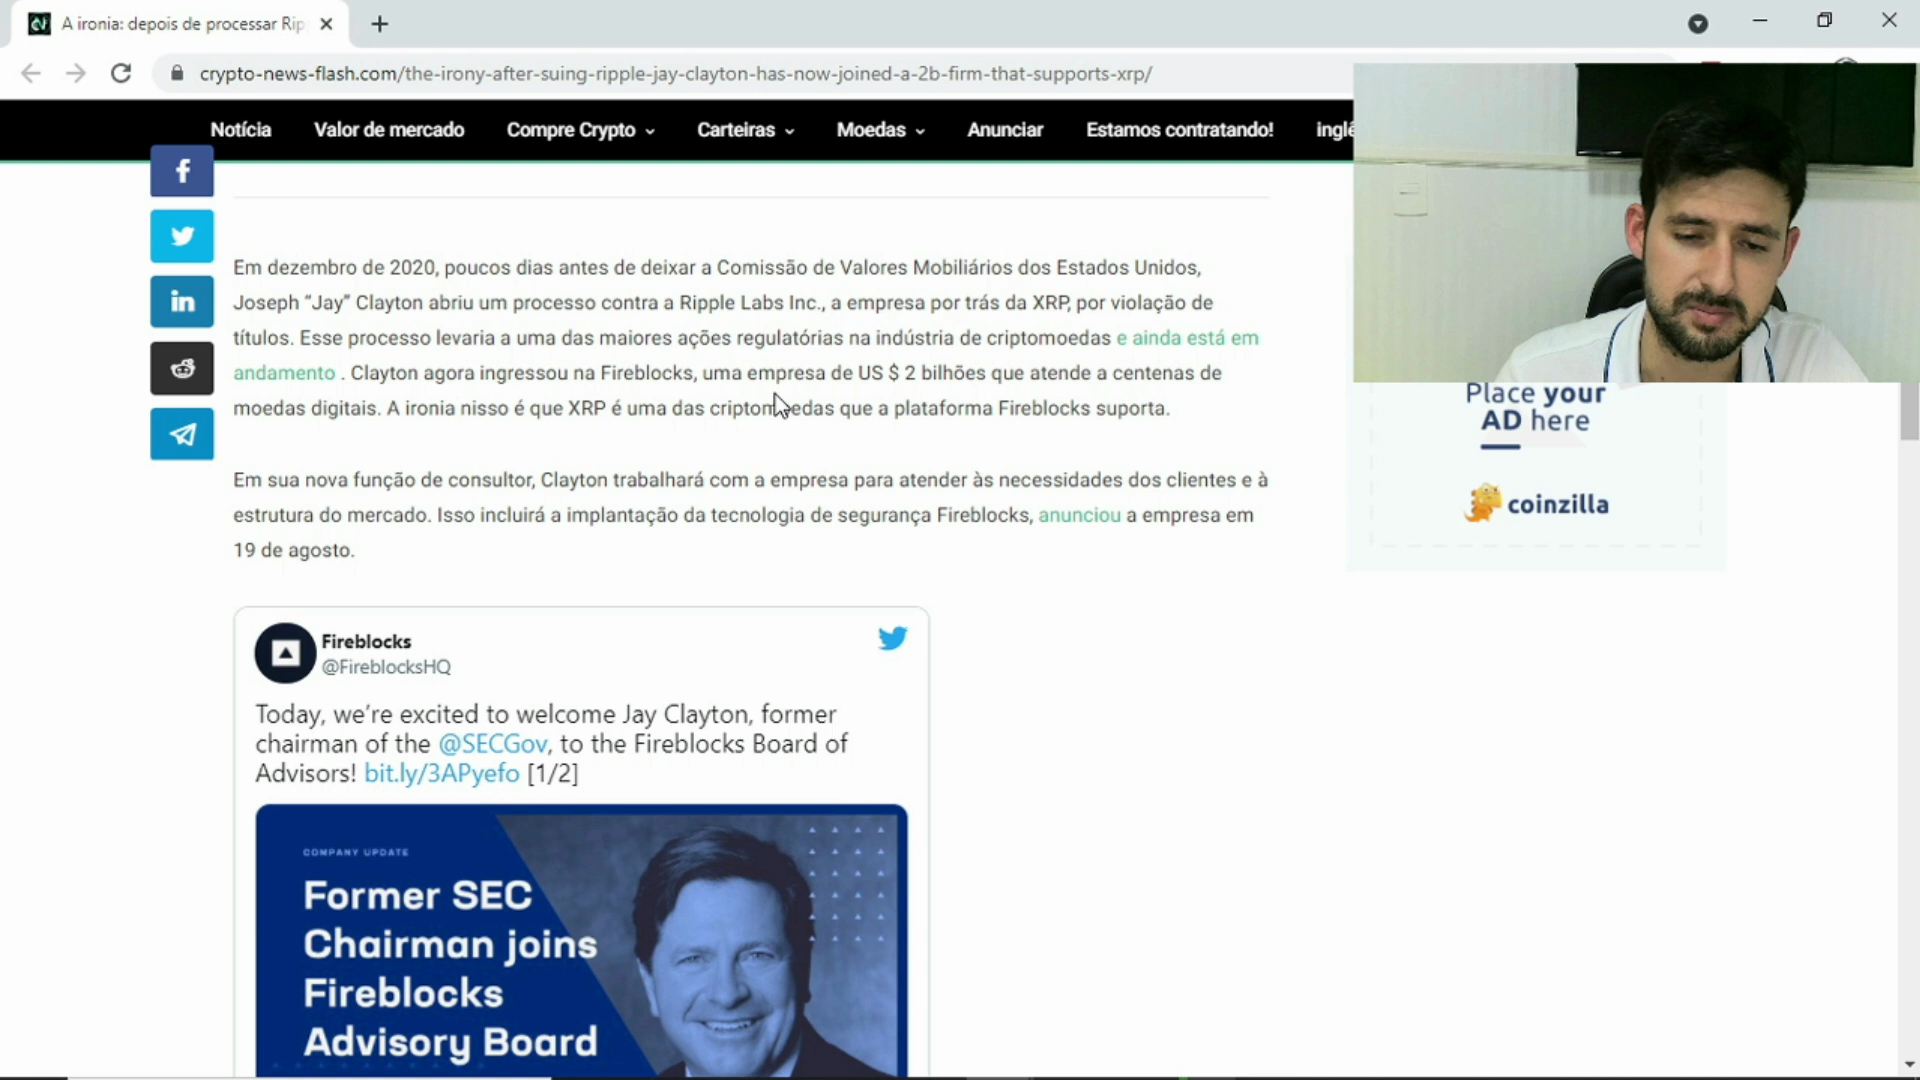 A ironia: depois de processar Rip
crypto-news-flash.com/the-irony-after-suing-ripple-jay-clayton-has-now-joined-a-2b-firm-that-supports-xrp/
Notícia Valor de mercado Compre Crypto Carteiras Moedas Anunciar Estamos contratando! inglê
Em dezembro de 2020, poucos dias antes de deixar a Comissão de Valores Mobiliários dos Estados Unidos,
Joseph “Jay” Clayton abriu um processo contra a Ripple Labs Inc., a empresa por trás da XRP, por violação de
títulos. Esse processo levaria a uma das maiores ações regulatórias na indústria de criptomoedas e ainda está em
andamento . Clayton agora ingressou na Fireblocks, uma empresa de US $ 2 bilhões que atende a centenas de
moedas digitais. A ironia nisso é que XRP é uma das criptomoedas que a plataforma Fireblocks suporta.
Em sua nova função de consultor, Clayton trabalhará com a empresa para atender às necessidades dos clientes e à
estrutura do mercado. Isso incluirá a implantação da tecnologia de segurança Fireblocks, anunciou a empresa em
19 de agosto.
Fireblocks
@FireblocksHQ
Today, we’re excited to welcome Jay Clayton, former
chairman of the @SECGov, to the Fireblocks Board of
Advisors! bit.ly/3APyefo [1/2]
COMPANY UPDATE
Former SEC
Chairman joins
Fireblocks
Advisory Board
Place your
AD here
coinzilla